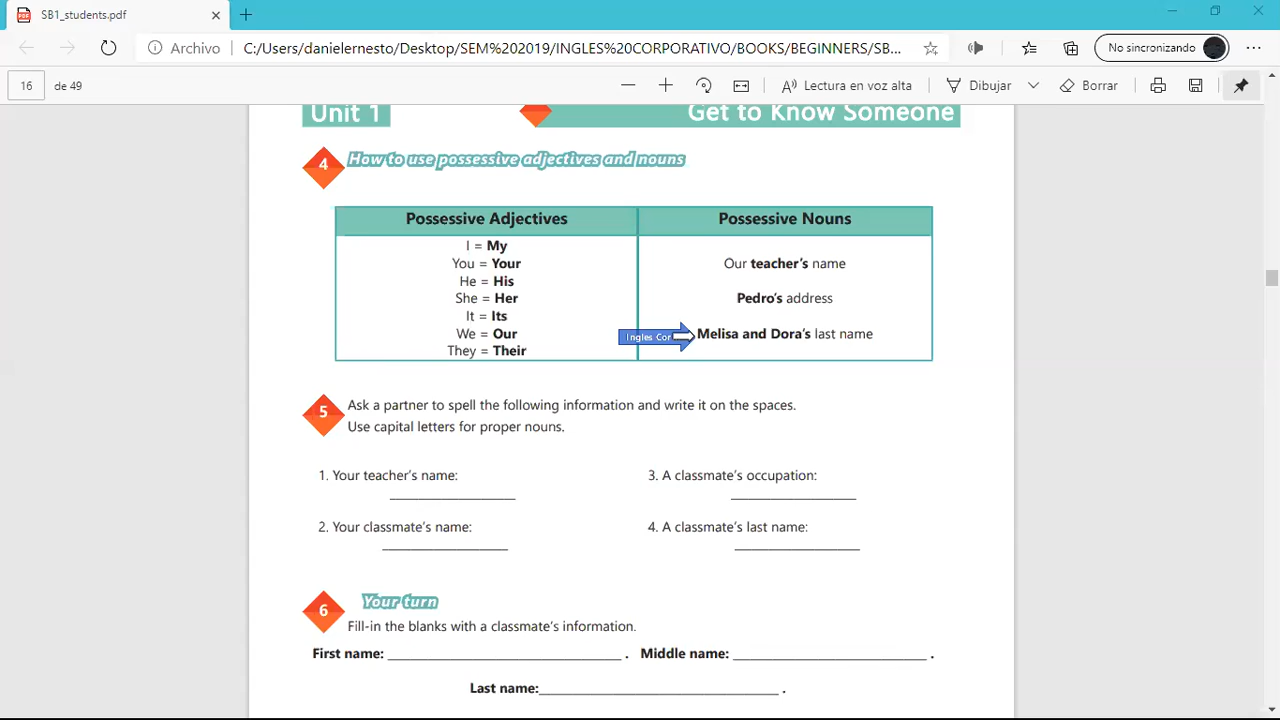 SB1_students.pdf
Archivo
C:/Users/danielernesto/Desktop/SEM%202019/INGLES%20CORPORATIVO/BOOKS/BEGINNERS/SB...
No sincronizando
16 de 49
Lectura en voz alta
Dibujar
Borrar
Unit 1
Get to Know Someone
4 How to use possessive adjectives and nouns
Possessive Adjectives
I = My
You = Your
He = His
She = Her
It = Its
We = Our
They = Their
Possessive Nouns
Our teacher's name
Pedro's address
Ingles Cor
Melisa and Dora's last name
5 Ask a partner to spell the following information and write it on the spaces.
Use capital letters for proper nouns.
1. Your teacher's name:
2. Your classmate's name:
3. A classmate's occupation:
4. A classmate's last name:
6 Your turn
Fill-in the blanks with a classmate's information.
First name: ______________________________ . Middle name: _________________________ .
Last name:_______________________________ .